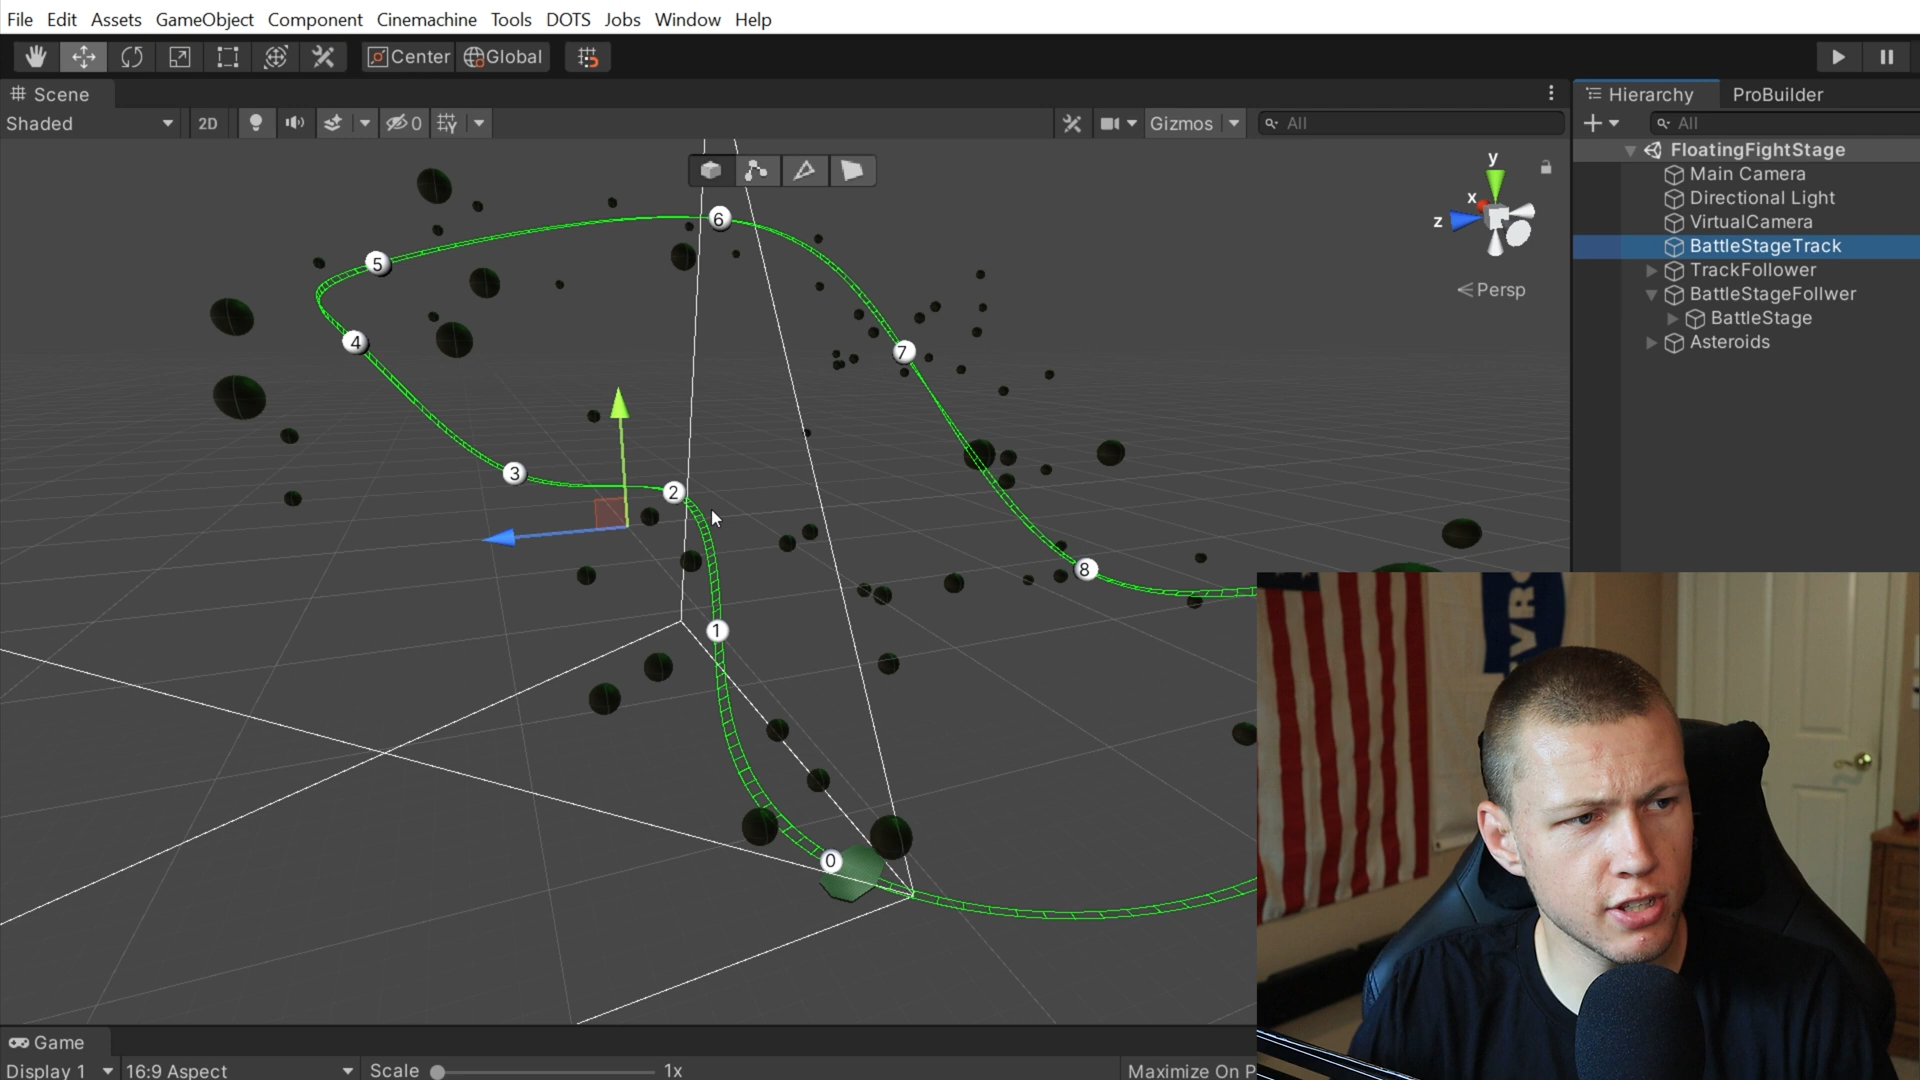 File Edit Assets GameObject Component Cinemachine Tools DOTS Jobs Window Help
Center Global
Scene
Hierarchy ProBuilder
Shaded 2D 0 Gizmos All
All
FloatingFightStage
Main Camera
Directional Light
VirtualCamera
BattleStageTrack
TrackFollower
BattleStageFollwer
BattleStage
Asteroids
y
x
z
Persp
6
5
4
7
3
2
8
1
0
VRC
Game
Display 1 16:9 Aspect Scale 1x Maximize On P